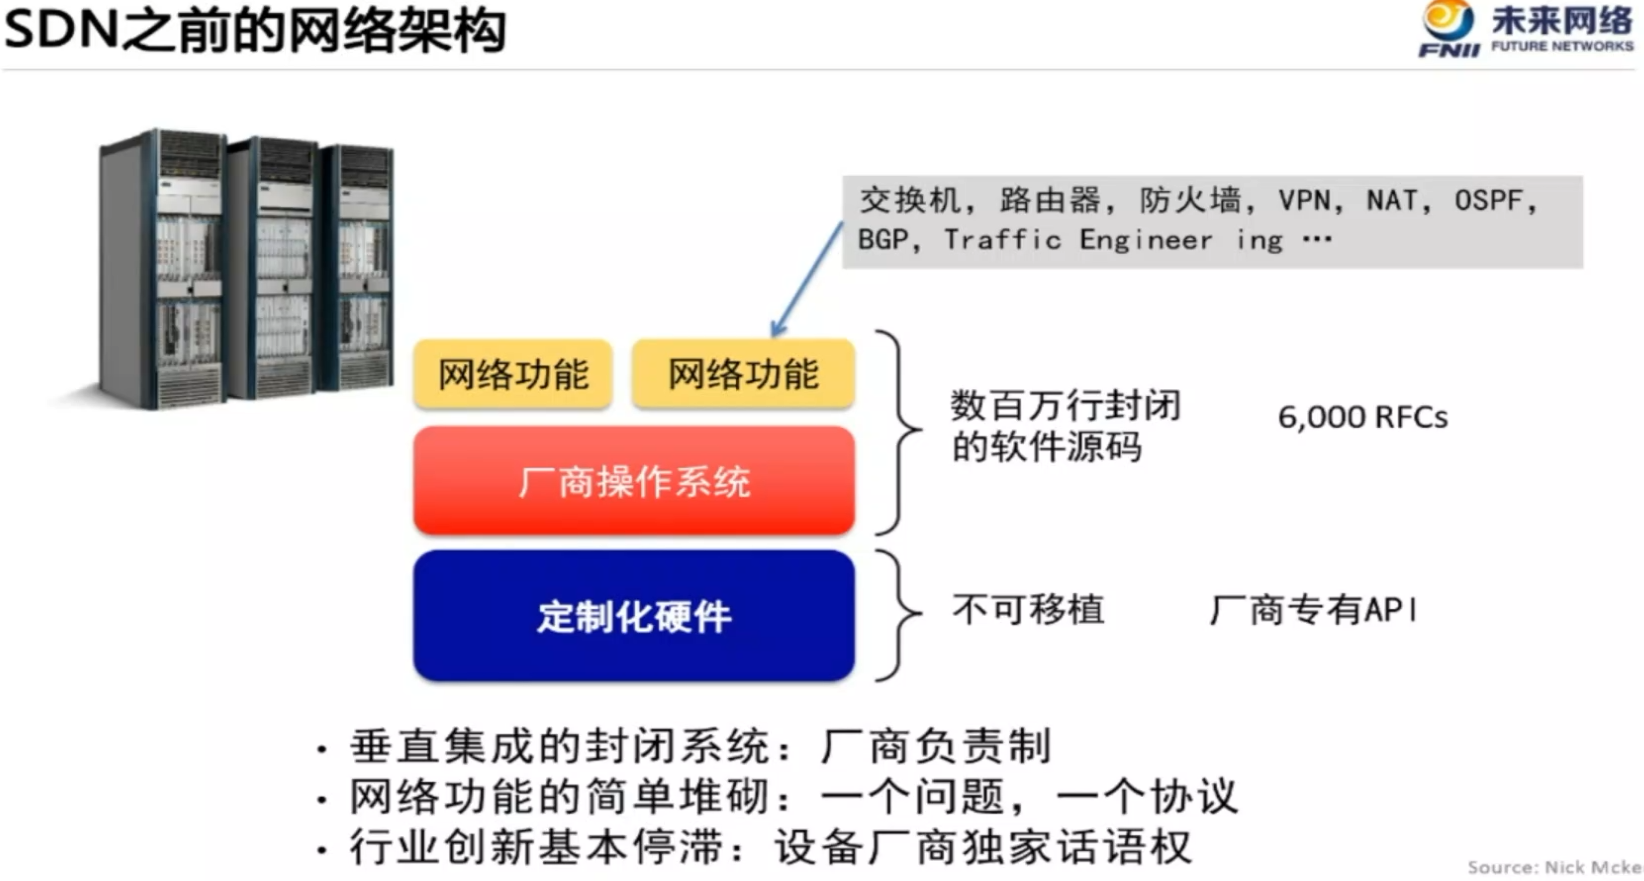 SDN之前的网络架构
未来网络
FNII FUTURE NETWORKS
交换机，路由器，防火墙，VPN，NAT，OSPF，
BGP，Traffic Engineer ing …
网络功能
网络功能
数百万行封闭
的软件源码
6,000 RFCs
厂商操作系统
定制化硬件
不可移植
厂商专有API
• 垂直集成的封闭系统：厂商负责制
• 网络功能的简单堆砌：一个问题，一个协议
• 行业创新基本停滞：设备厂商独家话语权
Source: Nick Mcke